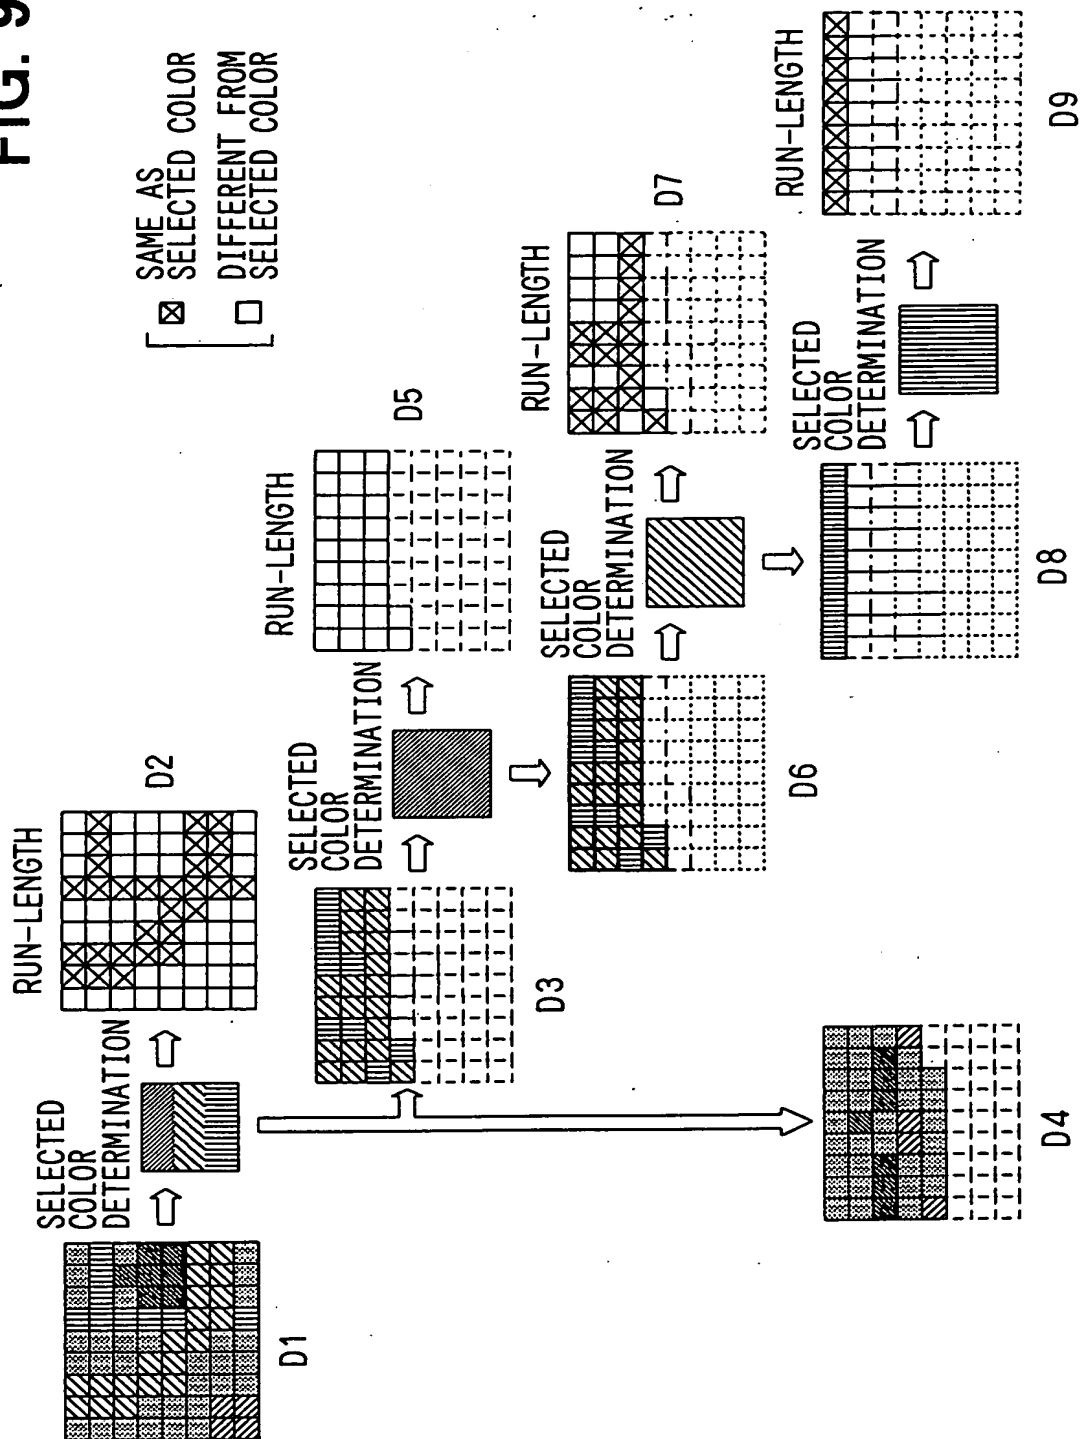 FIG. 9
SAME AS
SELECTED COLOR
DIFFERENT FROM
SELECTED COLOR
SELECTED
COLOR
DETERMINATION
RUN-LENGTH
D1
D2
SELECTED
COLOR
DETERMINATION
RUN-LENGTH
D3
D5
D4
SELECTED
COLOR
DETERMINATION
RUN-LENGTH
D6
D7
SELECTED
COLOR
DETERMINATION
RUN-LENGTH
D8
D9